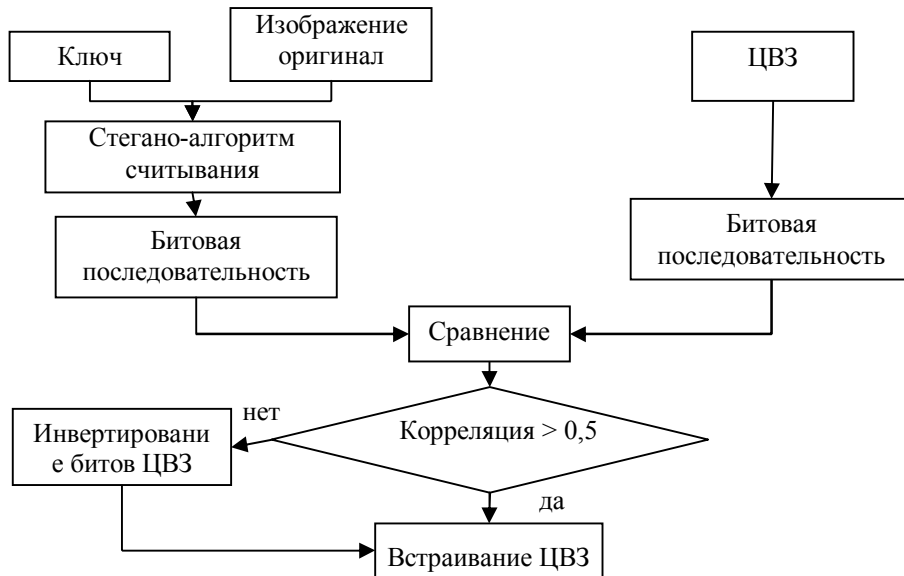 Изображение
оригинал
Ключ
ЦВЗ
Стегано-алгоритм
считывания
Битовая
последовательность
Битовая
последовательность
Сравнение
нет
Корреляция > 0,5
Инвертировани
е битов ЦВЗ
да
Встраивание ЦВЗ